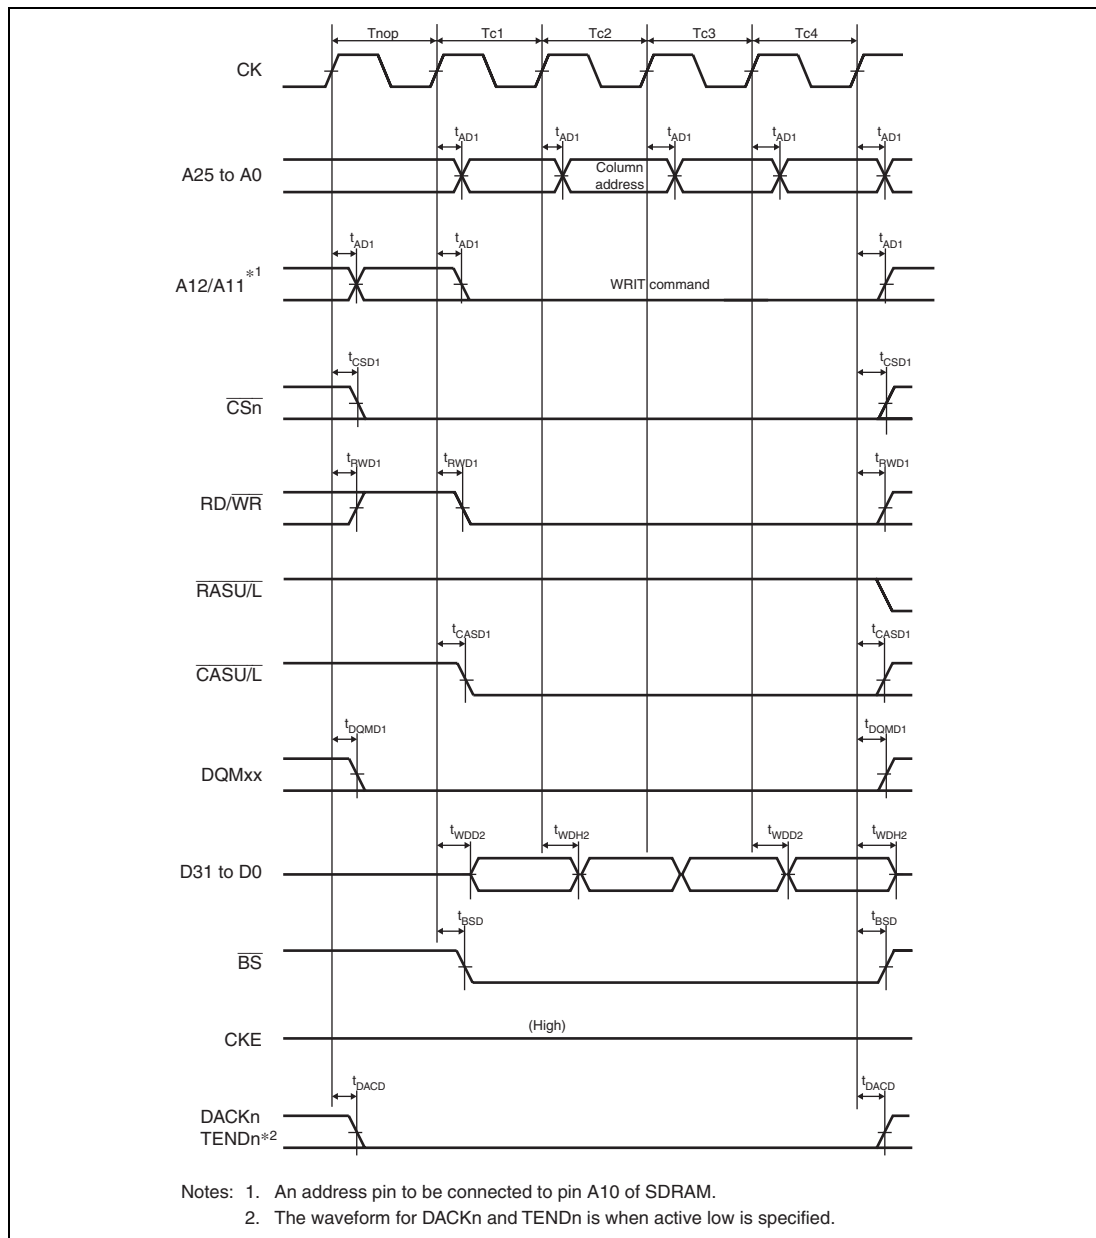 Tnop Tc1 Tc2 Tc3 Tc4
CK
tAD1 tAD1 tAD1 tAD1 tAD1
A25 to A0
Column
address
tAD1 tAD1 tAD1
A12/A11*1
WRIT command
tCSD1 tCSD1
CSn
tRWD1 tRWD1 tRWD1
RD/WR
RASU/L
tCASD1 tCASD1
CASU/L
tDQMD1 tDQMD1
DQMxx
tWDD2 tWDH2 tWDD2 tWDH2
D31 to D0
tBSD tBSD
BS
(High)
CKE
tDACD tDACD
DACKn
TENDn*2
Notes: 1. An address pin to be connected to pin A10 of SDRAM.
2. The waveform for DACKn and TENDn is when active low is specified.